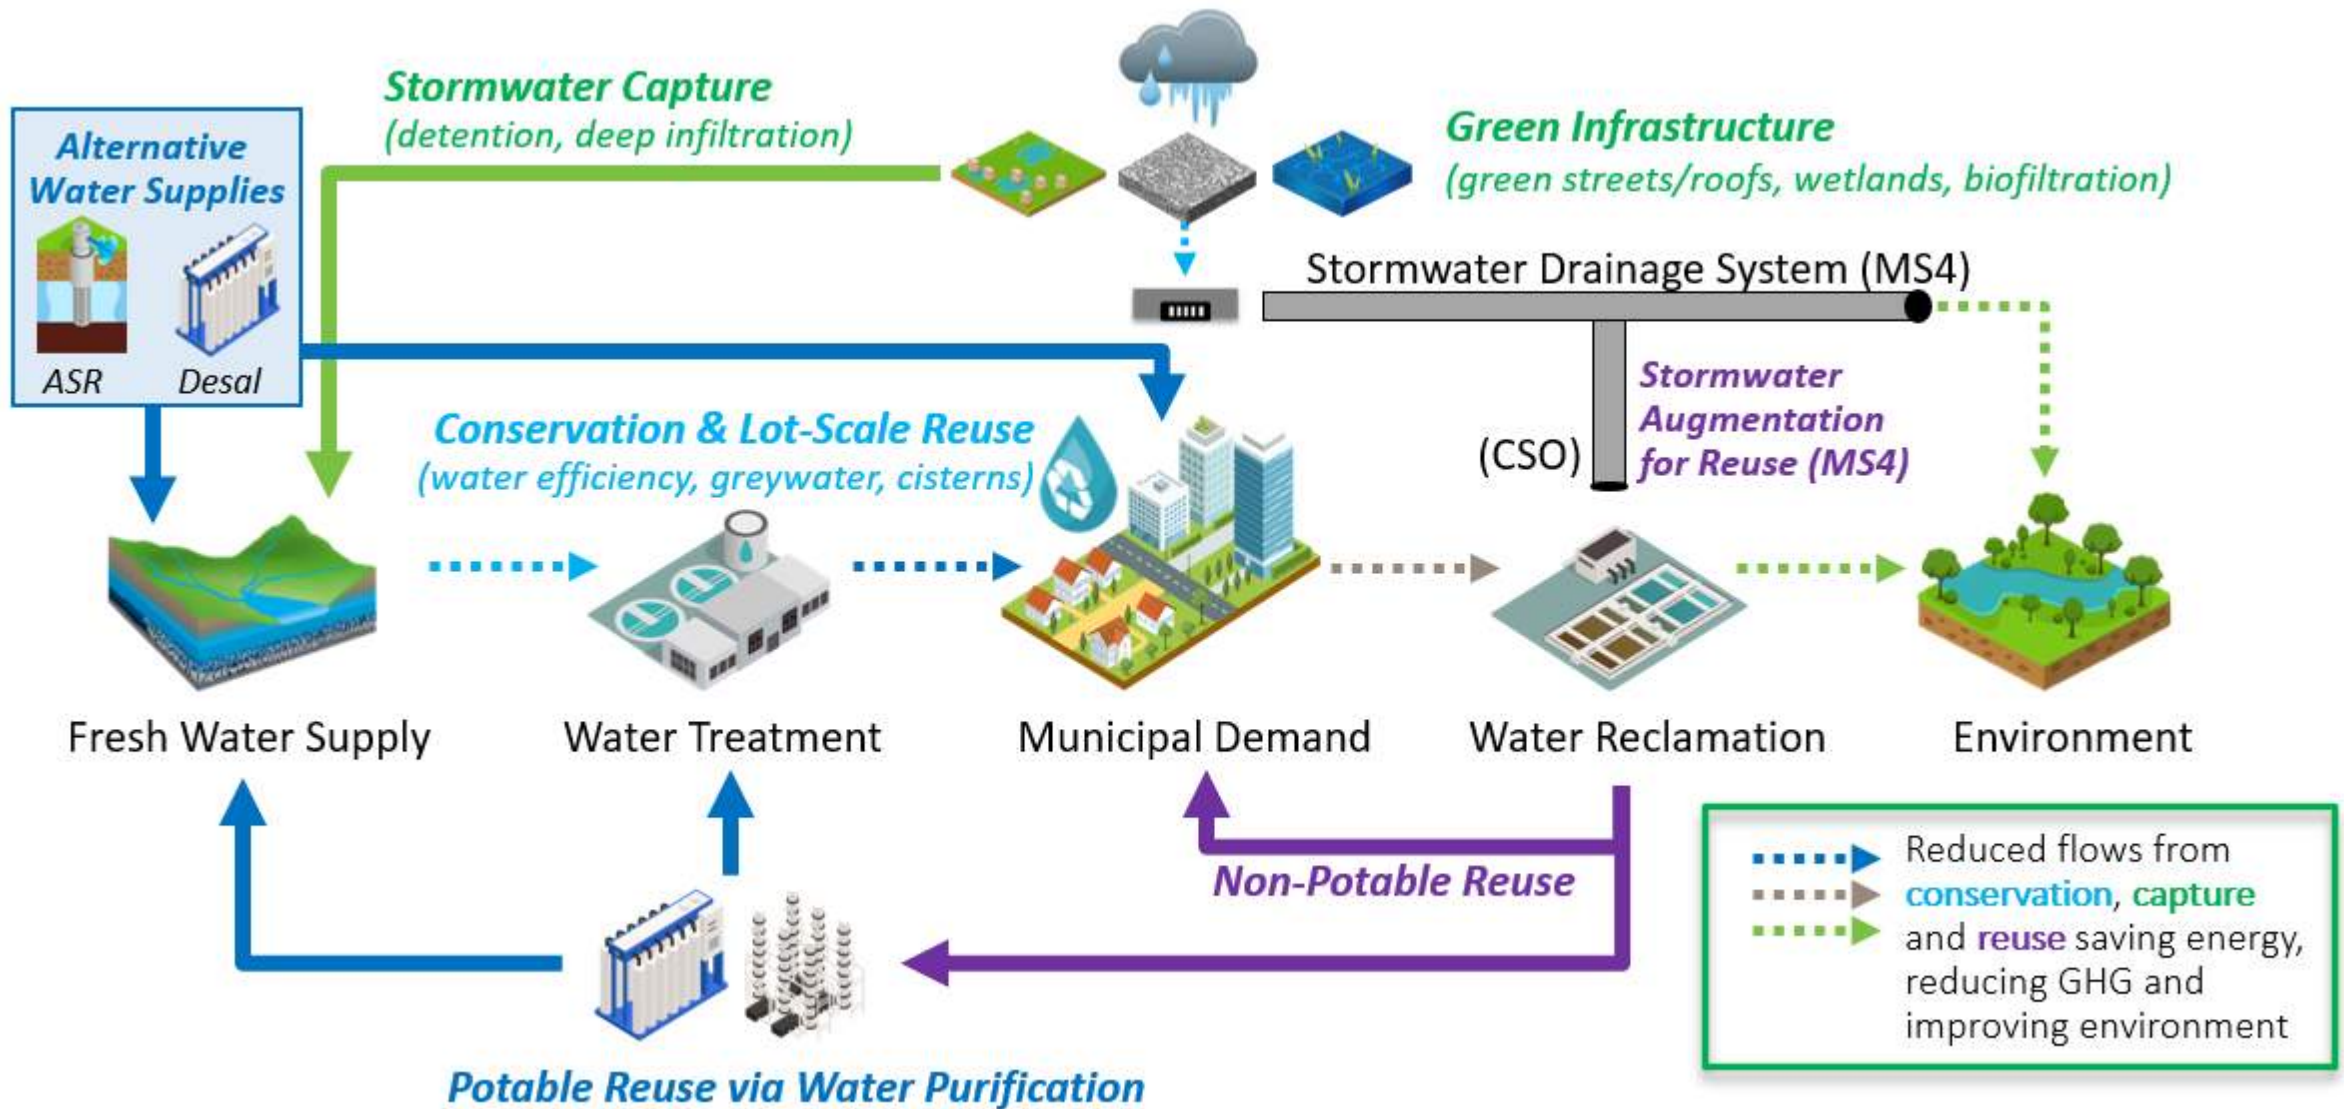 Stormwater Capture
(detention, deep infiltration)
Alternative
Water Supplies
ASR
Desal
Green Infrastructure
(green streets/roofs, wetlands, biofiltration)
Stormwater Drainage System (MS4)
Stormwater
Augmentation
for Reuse (MS4)
(CSO)
Conservation & Lot-Scale Reuse
(water efficiency, greywater, cisterns)
Fresh Water Supply
Water Treatment
Municipal Demand
Water Reclamation
Environment
Non-Potable Reuse
Potable Reuse via Water Purification
Reduced flows from
conservation, capture
and reuse saving energy,
reducing GHG and
improving environment